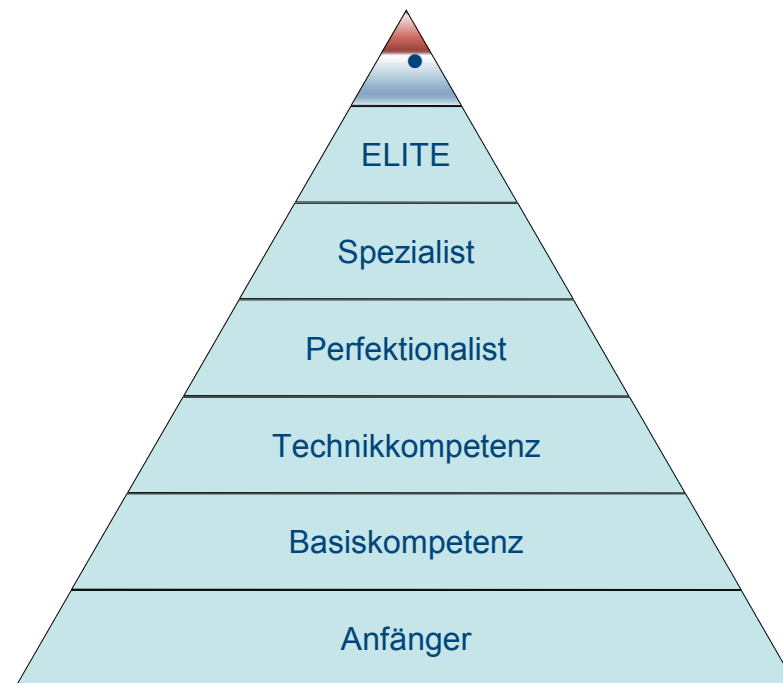 ELITE
Spezialist
Perfektionalist
Technikkompetenz
Basiskompetenz
Anfänger